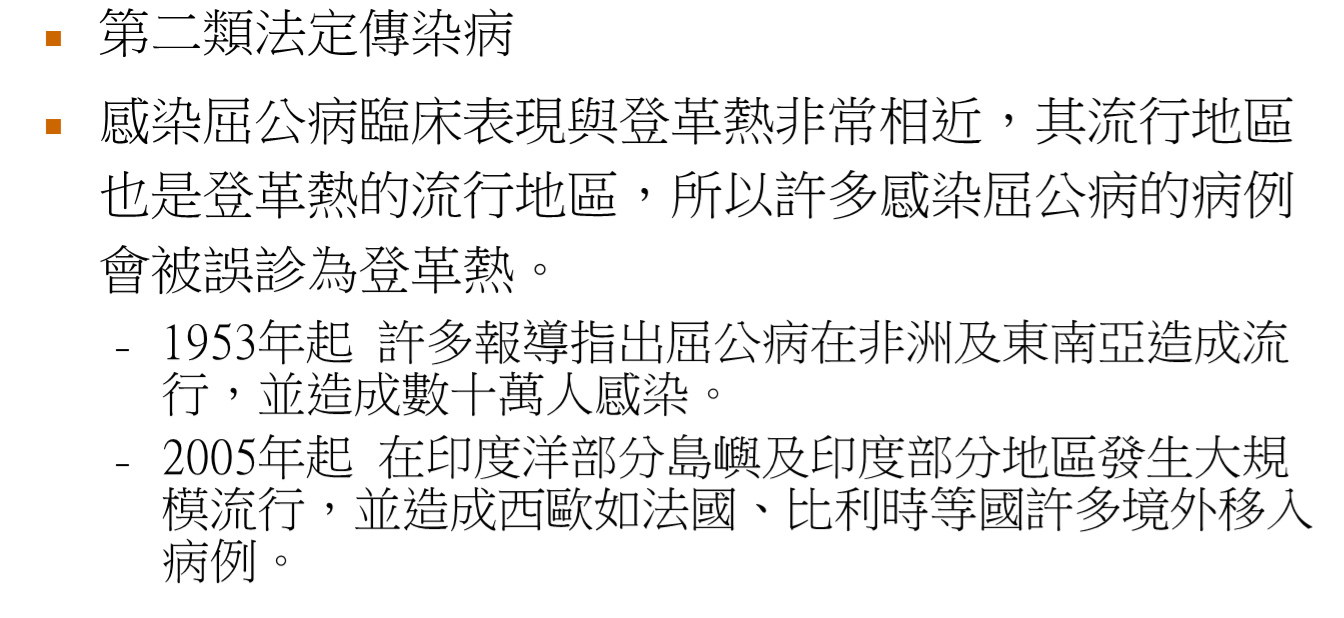 ▪ 第二類法定傳染病
▪ 感染屈公病臨床表現與登革熱非常相近，其流行地區
也是登革熱的流行地區，所以許多感染屈公病的病例
會被誤診為登革熱。
- 1953年起 許多報導指出屈公病在非洲及東南亞造成流
行，並造成數十萬人感染。
- 2005年起 在印度洋部分島嶼及印度部分地區發生大規
模流行，並造成西歐如法國、比利時等國許多境外移入
病例。